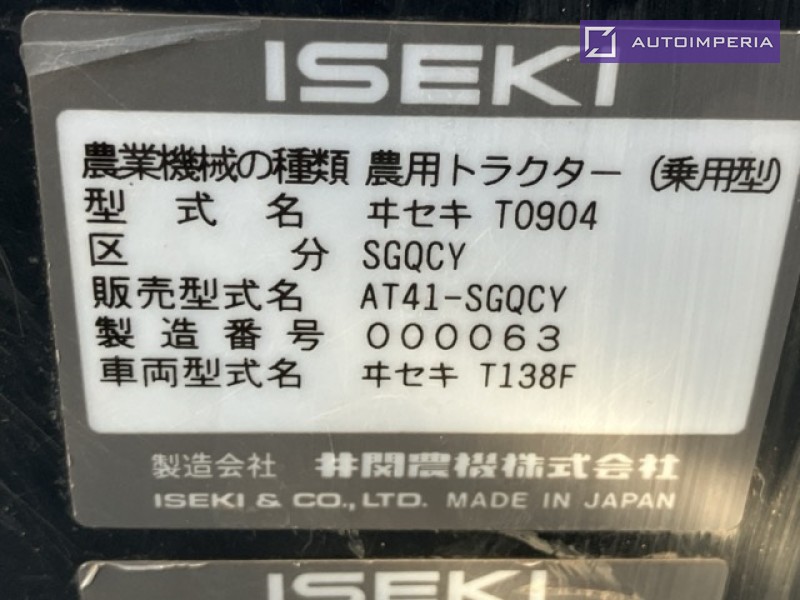 AUTOIMPERIA
ISEKI
農業機械の種類 農用トラクター (乗用型)
型式名 ヰセキ T0904
区分 SGQCY
販売型式名 AT41-SGQCY
製造番号 000063
車両型式名 ヰセキ T138F
製造会社 井関農機株式会社
ISEKI & CO., LTD. MADE IN JAPAN
ISEKI